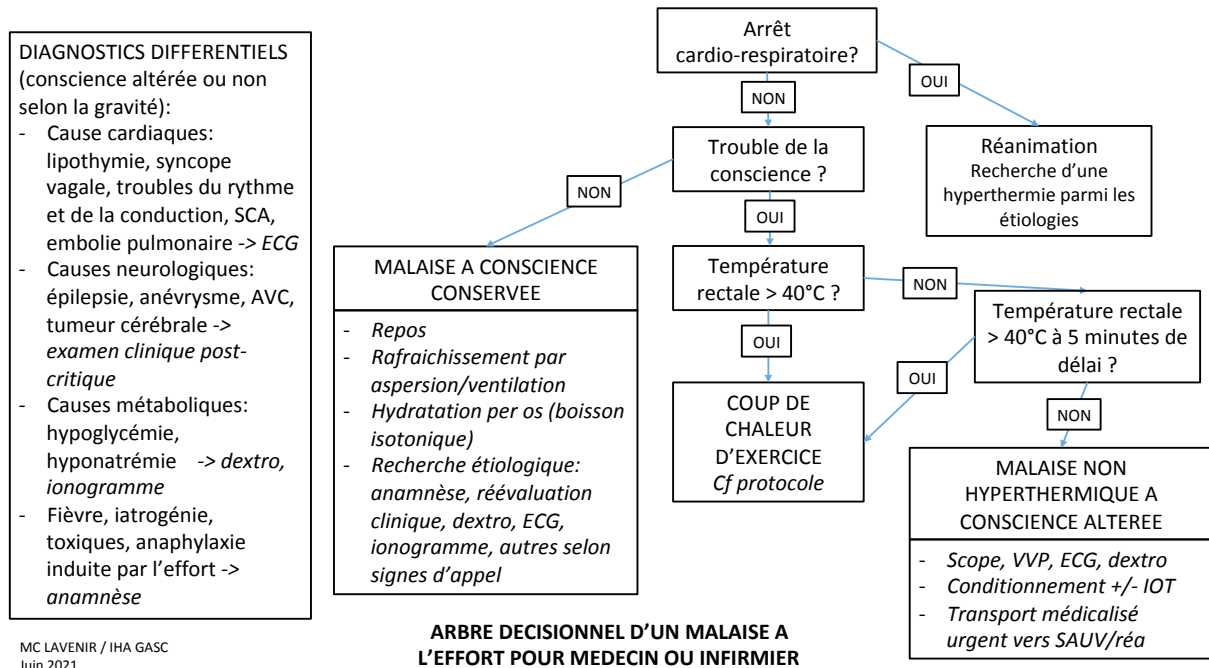 DIAGNOSTICS DIFFERENTIELS
(conscience altérée ou non
selon la gravité):
- Cause cardiaques:
lipothymie, syncope
vagale, troubles du rythme
et de la conduction, SCA,
embolie pulmonaire -> ECG
- Causes neurologiques:
épilepsie, anévrysme, AVC,
tumeur cérébrale ->
examen clinique post-
critique
- Causes métaboliques:
hypoglycémie,
hyponatrémie -> dextro,
ionogramme
- Fièvre, iatrogénie,
toxiques, anaphylaxie
induite par l'effort ->
anamnèse
Arrêt
cardio-respiratoire?
NON
OUI
Réanimation
Recherche d'une
hyperthermie parmi les
étiologies
Trouble de la
conscience ?
NON
OUI
MALAISE A CONSCIENCE
CONSERVEE
- Repos
- Rafraichissement par
aspersion/ventilation
- Hydratation per os (boisson
isotonique)
- Recherche étiologique:
anamnèse, réévaluation
clinique, dextro, ECG,
ionogramme, autres selon
signes d'appel
Température
rectale > 40°C ?
NON
OUI
Température rectale
> 40°C à 5 minutes de
délai ?
OUI
NON
COUP DE
CHALEUR
D'EXERCICE
Cf protocole
MALAISE NON
HYPERTHERMIQUE A
CONSCIENCE ALTEREE
- Scope, VVP, ECG, dextro
- Conditionnement +/- IOT
- Transport médicalisé
urgent vers SAUV/réa
MC LAVENIR / IHA GASC
Juin 2021
ARBRE DECISIONNEL D'UN MALAISE A
L'EFFORT POUR MEDECIN OU INFIRMIER